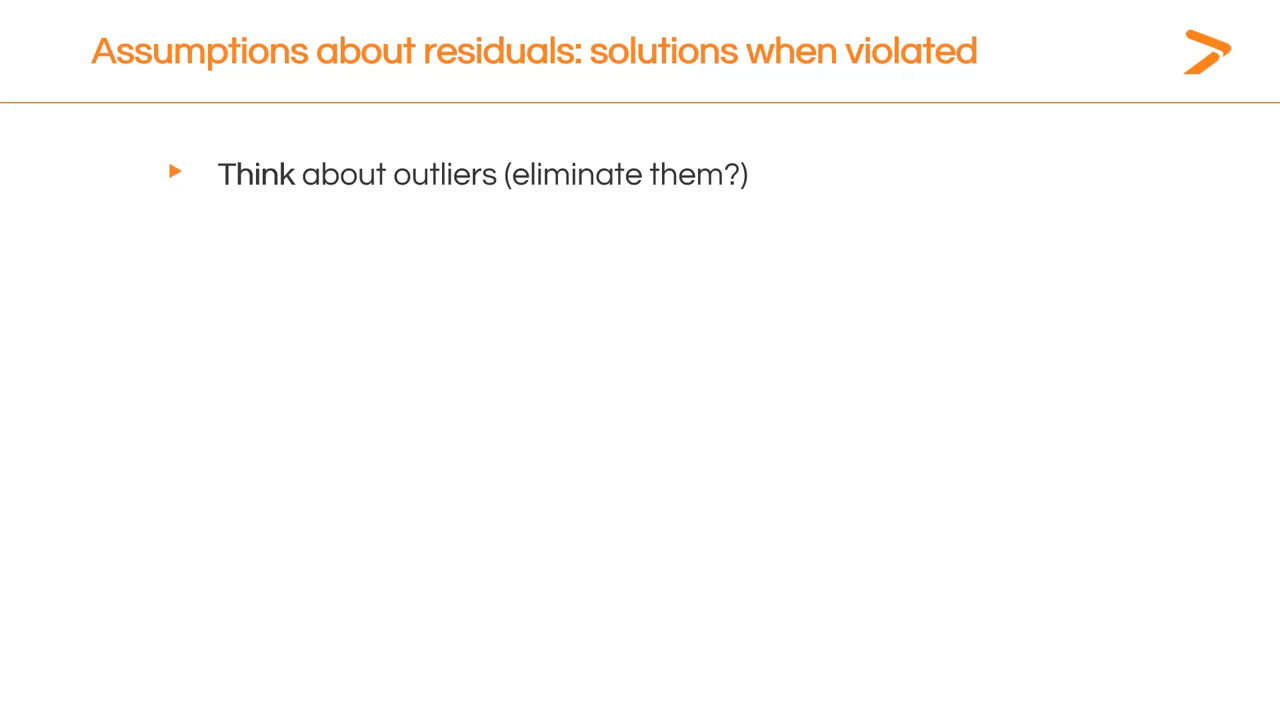 Assumptions about residuals: solutions when violated
Think about outliers (eliminate them?)